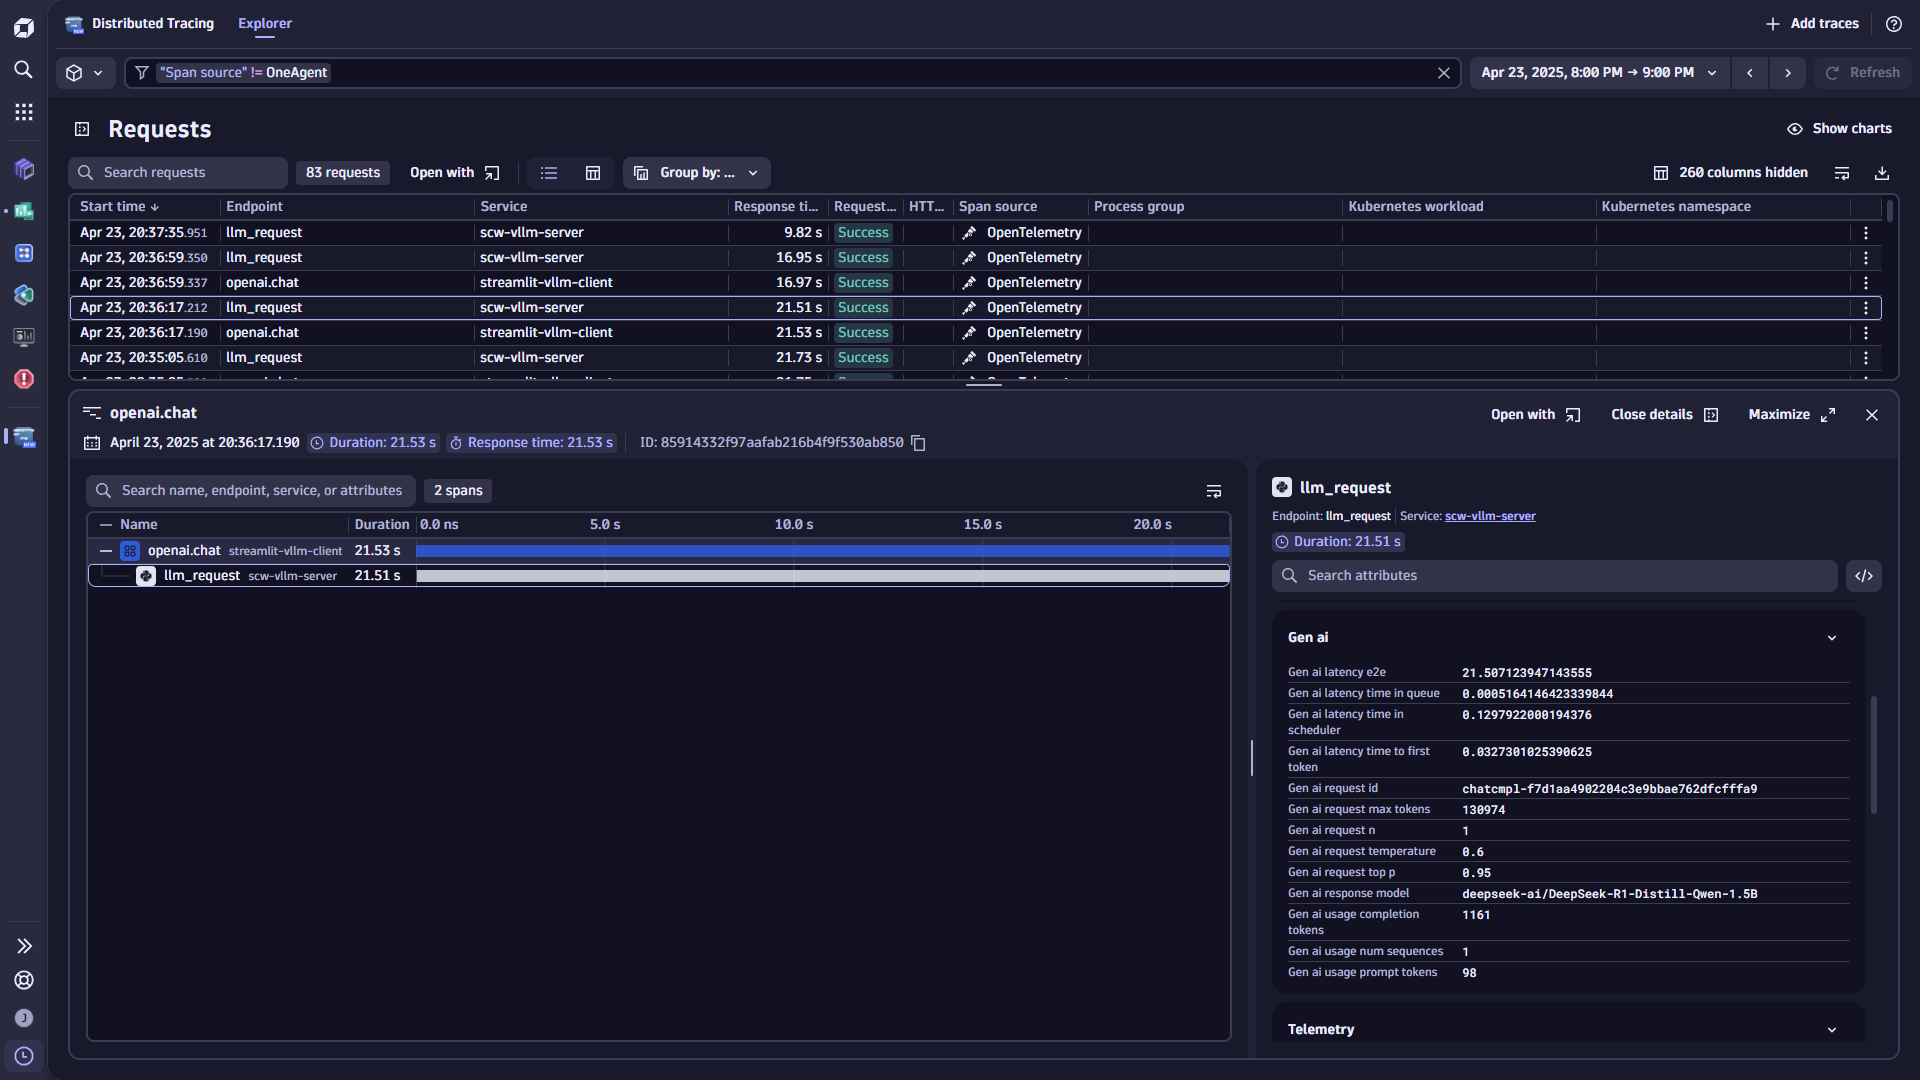 Distributed Tracing
Explorer
Add traces
"Span source" != OneAgent
Apr 23, 2025, 8:00 PM → 9:00 PM
Refresh
Requests
Show charts
Search requests
83 requests
Open with
Group by: ...
260 columns hidden
Start time ↓ Endpoint Service Response ti... Request... HTT... Span source Process group Kubernetes workload Kubernetes namespace
Apr 23, 20:37:35.951 llm_request scw-vllm-server 9.82 s Success OpenTelemetry
Apr 23, 20:36:59.350 llm_request scw-vllm-server 16.95 s Success OpenTelemetry
Apr 23, 20:36:59.337 openai.chat streamlit-vllm-client 16.97 s Success OpenTelemetry
Apr 23, 20:36:17.212 llm_request scw-vllm-server 21.51 s Success OpenTelemetry
Apr 23, 20:36:17.190 openai.chat streamlit-vllm-client 21.53 s Success OpenTelemetry
Apr 23, 20:35:05.610 llm_request scw-vllm-server 21.73 s Success OpenTelemetry
openai.chat
Open with
Close details
Maximize
April 23, 2025 at 20:36:17.190
Duration: 21.53 s
Response time: 21.53 s
ID: 85914332f97aafab216b4f9f530ab850
Search name, endpoint, service, or attributes
2 spans
Name Duration 0.0 ns 5.0 s 10.0 s 15.0 s 20.0 s
openai.chat streamlit-vllm-client 21.53 s
llm_request scw-vllm-server 21.51 s
llm_request
Endpoint: llm_request Service: scw-vllm-server
Duration: 21.51 s
Search attributes
Gen ai
Gen ai latency e2e 21.507123947143555
Gen ai latency time in queue 0.0005164146423339844
Gen ai latency time in 0.1297922000194376
scheduler
Gen ai latency time to first 0.0327301025390625
token
Gen ai request id chatcmpl-f7d1aa4902204c3e9bbae762dfcfffa9
Gen ai request max tokens 130974
Gen ai request n 1
Gen ai request temperature 0.6
Gen ai request top p 0.95
Gen ai response model deepseek-ai/DeepSeek-R1-Distill-Qwen-1.5B
Gen ai usage completion 1161
tokens
Gen ai usage num sequences 1
Gen ai usage prompt tokens 98
Telemetry
J